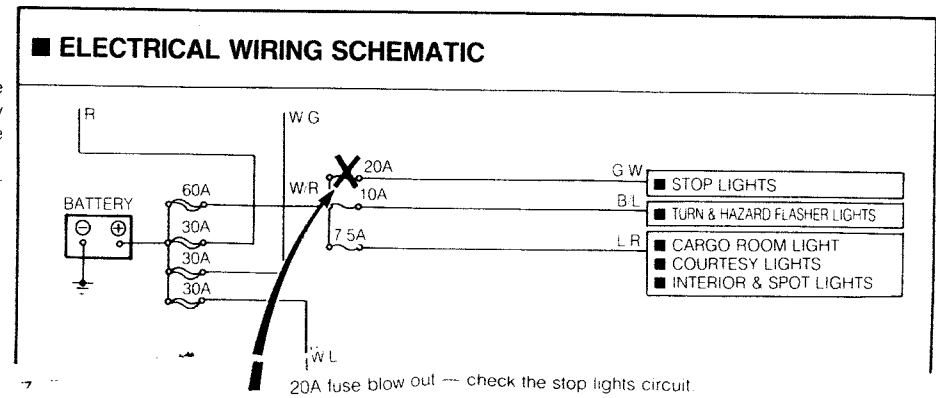 ■ ELECTRICAL WIRING SCHEMATIC
R
W G
20A
G W
■ STOP LIGHTS
60A
W/R
10A
B/L
■ TURN & HAZARD FLASHER LIGHTS
BATTERY
30A
7 5A
L R
■ CARGO ROOM LIGHT
■ COURTESY LIGHTS
■ INTERIOR & SPOT LIGHTS
30A
30A
W L
20A fuse blow out — check the stop lights circuit.